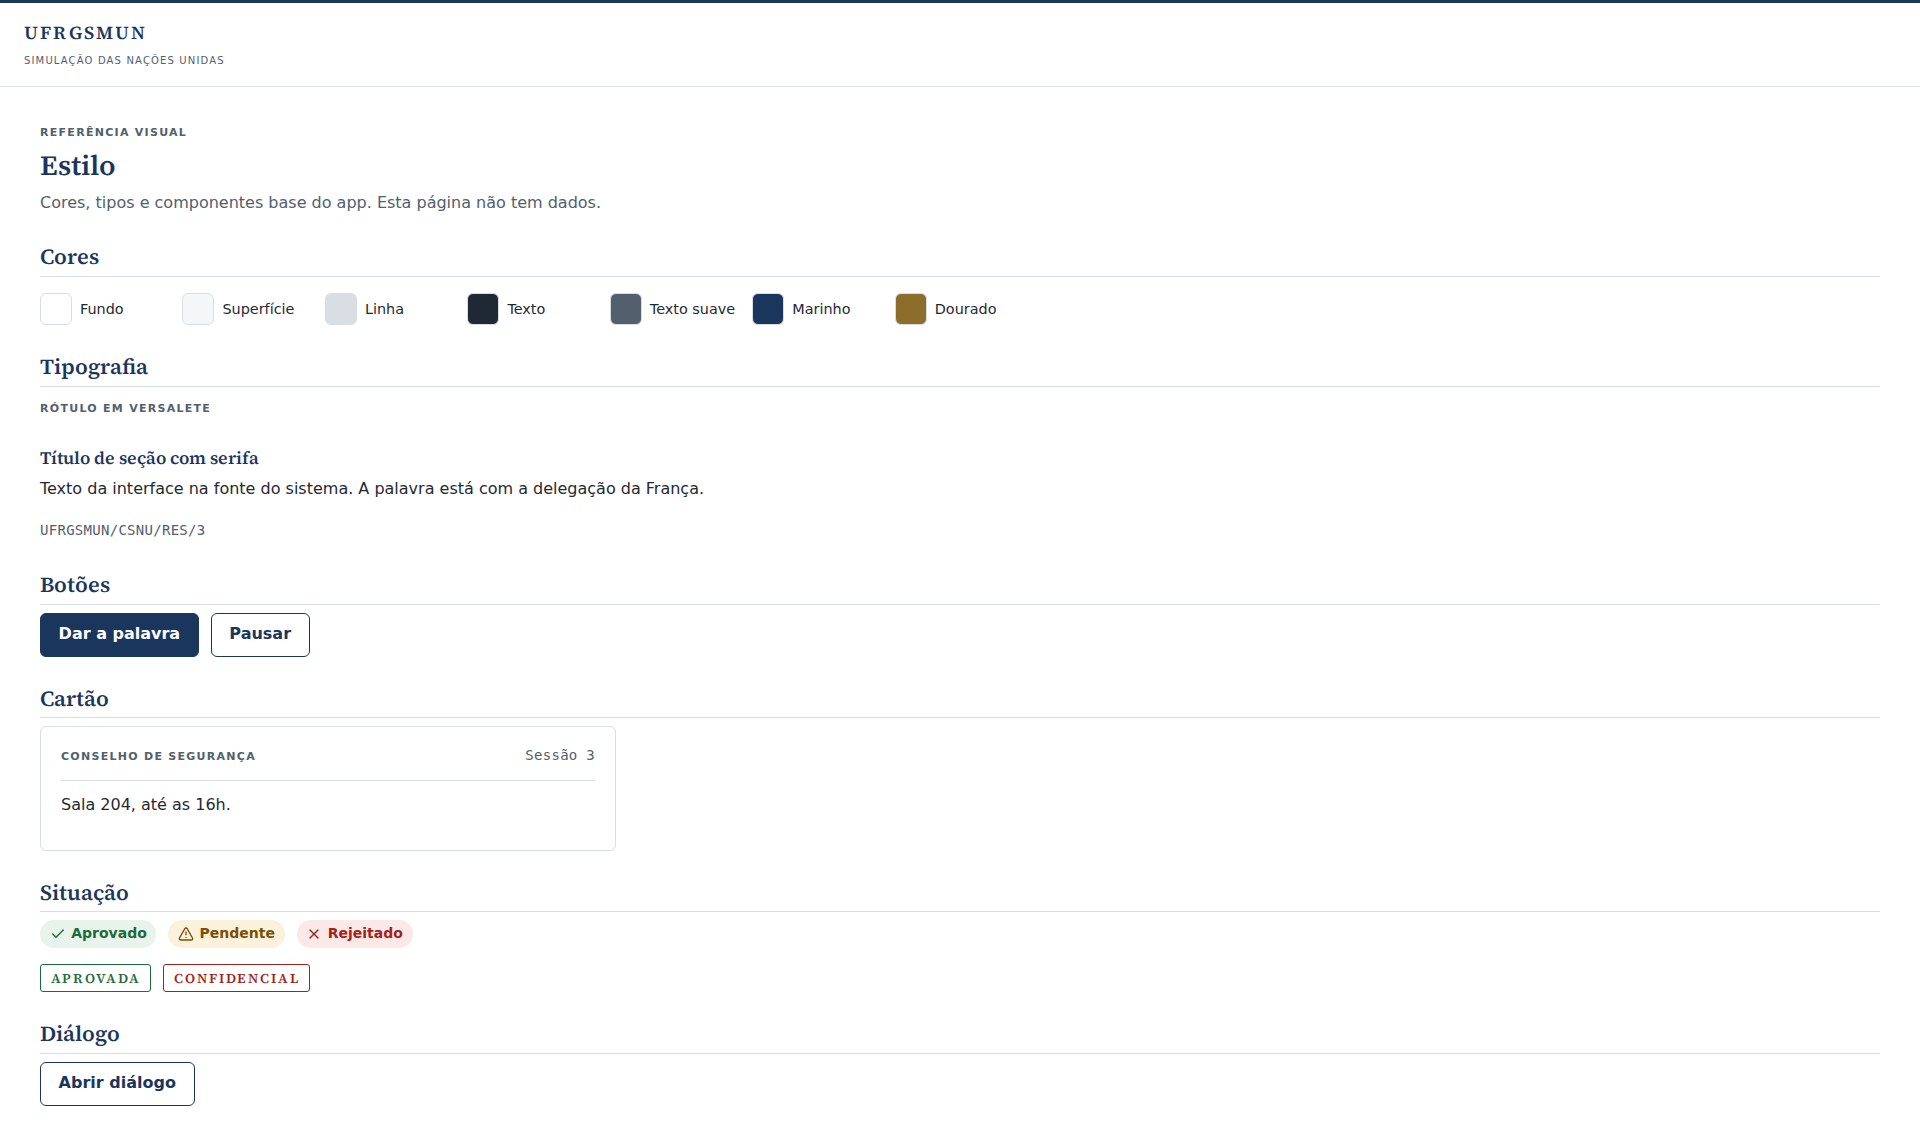 UFRGSMUN
SIMULAÇÃO DAS NAÇÕES UNIDAS
REFERÊNCIA VISUAL
Estilo
Cores, tipos e componentes base do app. Esta página não tem dados.
Cores
Fundo Superfície Linha Texto Texto suave Marinho Dourado
Tipografia
RÓTULO EM VERSALETE
Título de seção com serifa
Texto da interface na fonte do sistema. A palavra está com a delegação da França.
UFRGSMUN/CSNU/RES/3
Botões
Dar a palavra Pausar
Cartão
CONSELHO DE SEGURANÇA Sessão 3
Sala 204, até as 16h.
Situação
Aprovado Pendente Rejeitado
APROVADA CONFIDENCIAL
Diálogo
Abrir diálogo